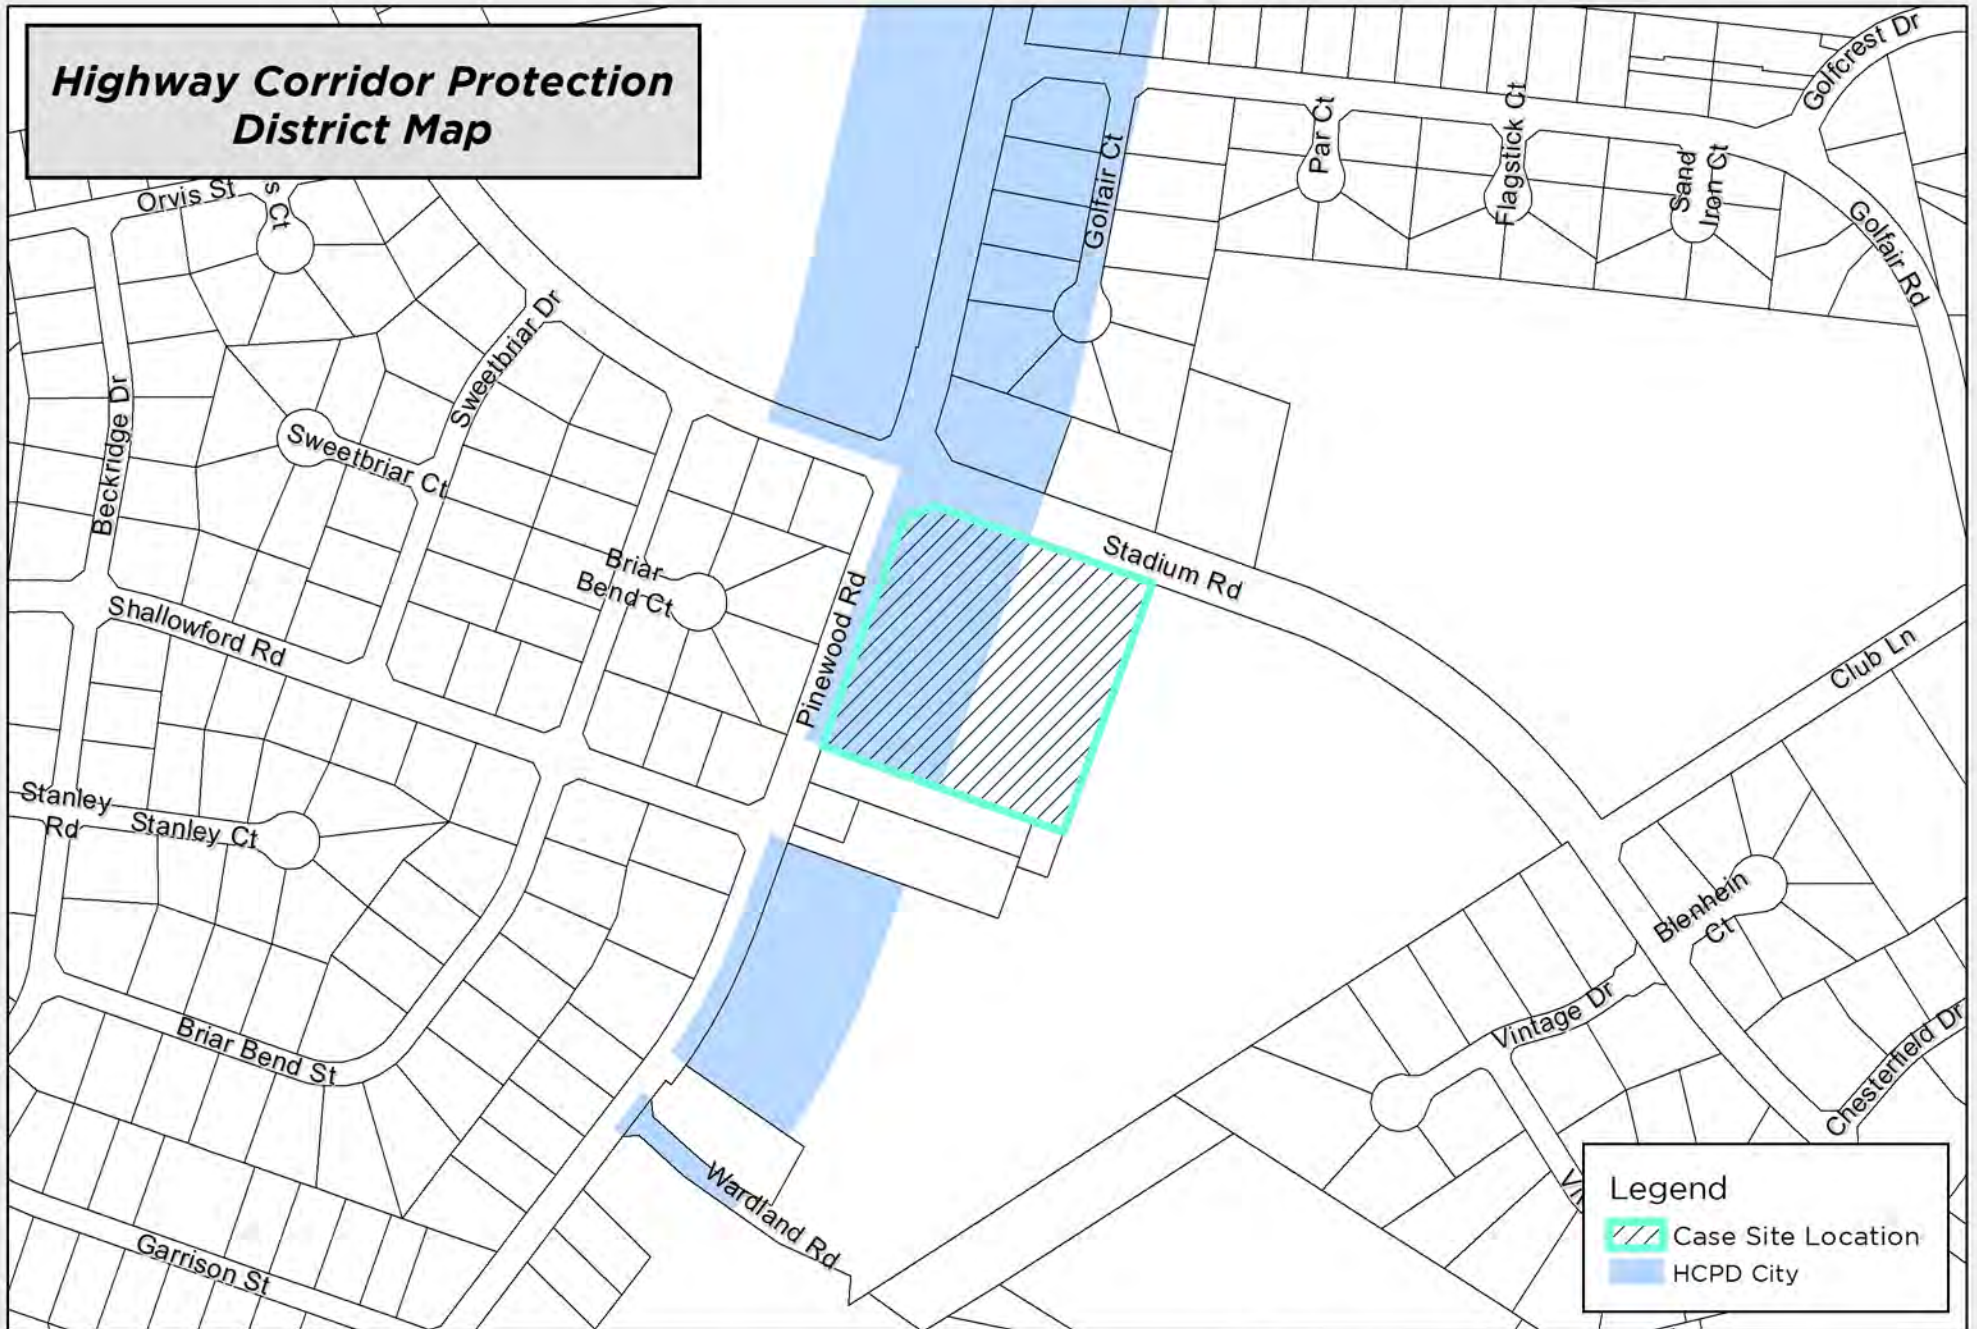 Highway Corridor Protection
District Map
Golfcrest Dr
Orvis St
s Ct
Par Ct
Flagstick Ct
Sand
Iron Ct
Golfair Ct
Golfair Rd
Sweetbriar Dr
Beckridge Dr
Sweetbriar Ct
Briar
Bend Ct
Stadium Rd
Pinewood Rd
Shallowford Rd
Club Ln
Stanley
Rd
Stanley Ct
Blenhein
Ct
Vintage Dr
Briar Bend St
Chesterfield Dr
Wardland Rd
Garrison St
Legend
Case Site Location
HCPD City